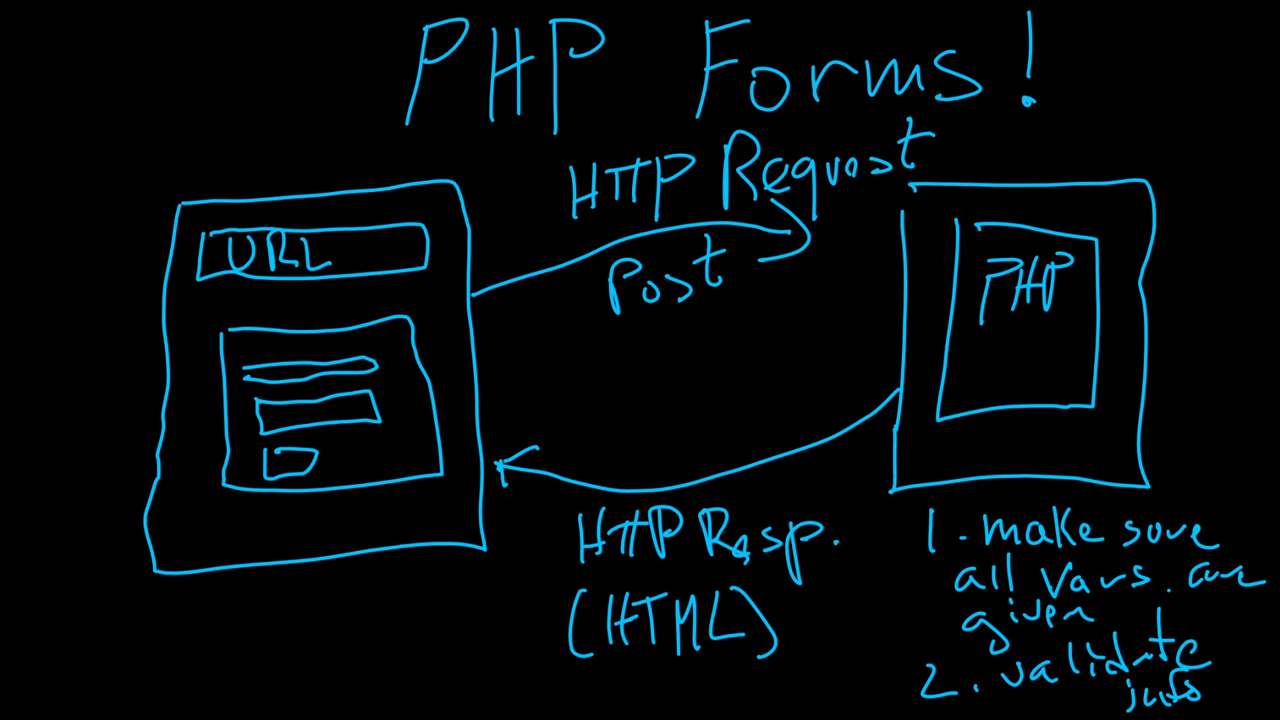 PHP Forms!
HTTP Request
URL
Post
PHP
HTTP Resp.
(HTML)
1. make sure
all vars. are
given
2. validate
info